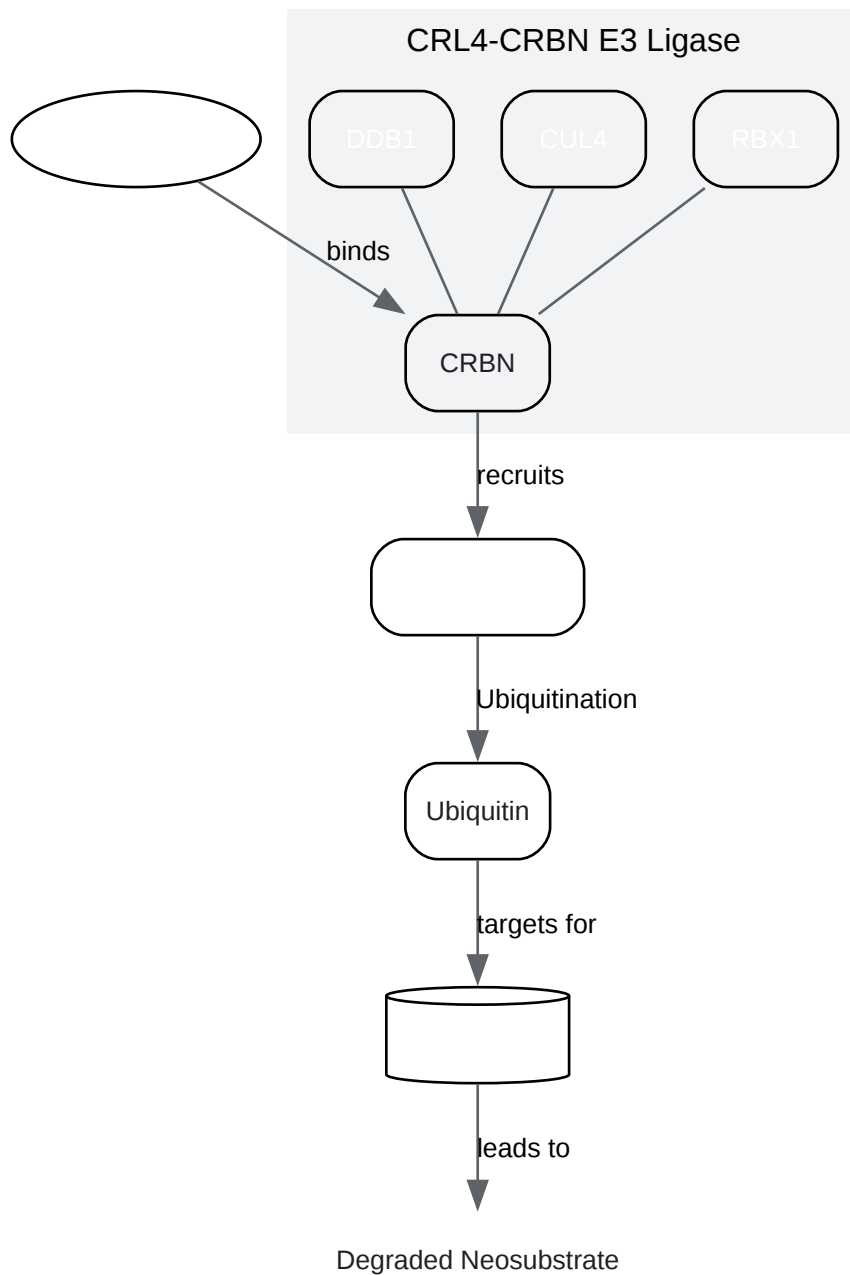 CRL4-CRBN E3 Ligase
DDB1
CUL4
RBX1
binds
CRBN
recruits
Ubiquitination
Ubiquitin
targets for
leads to
Degraded Neosubstrate